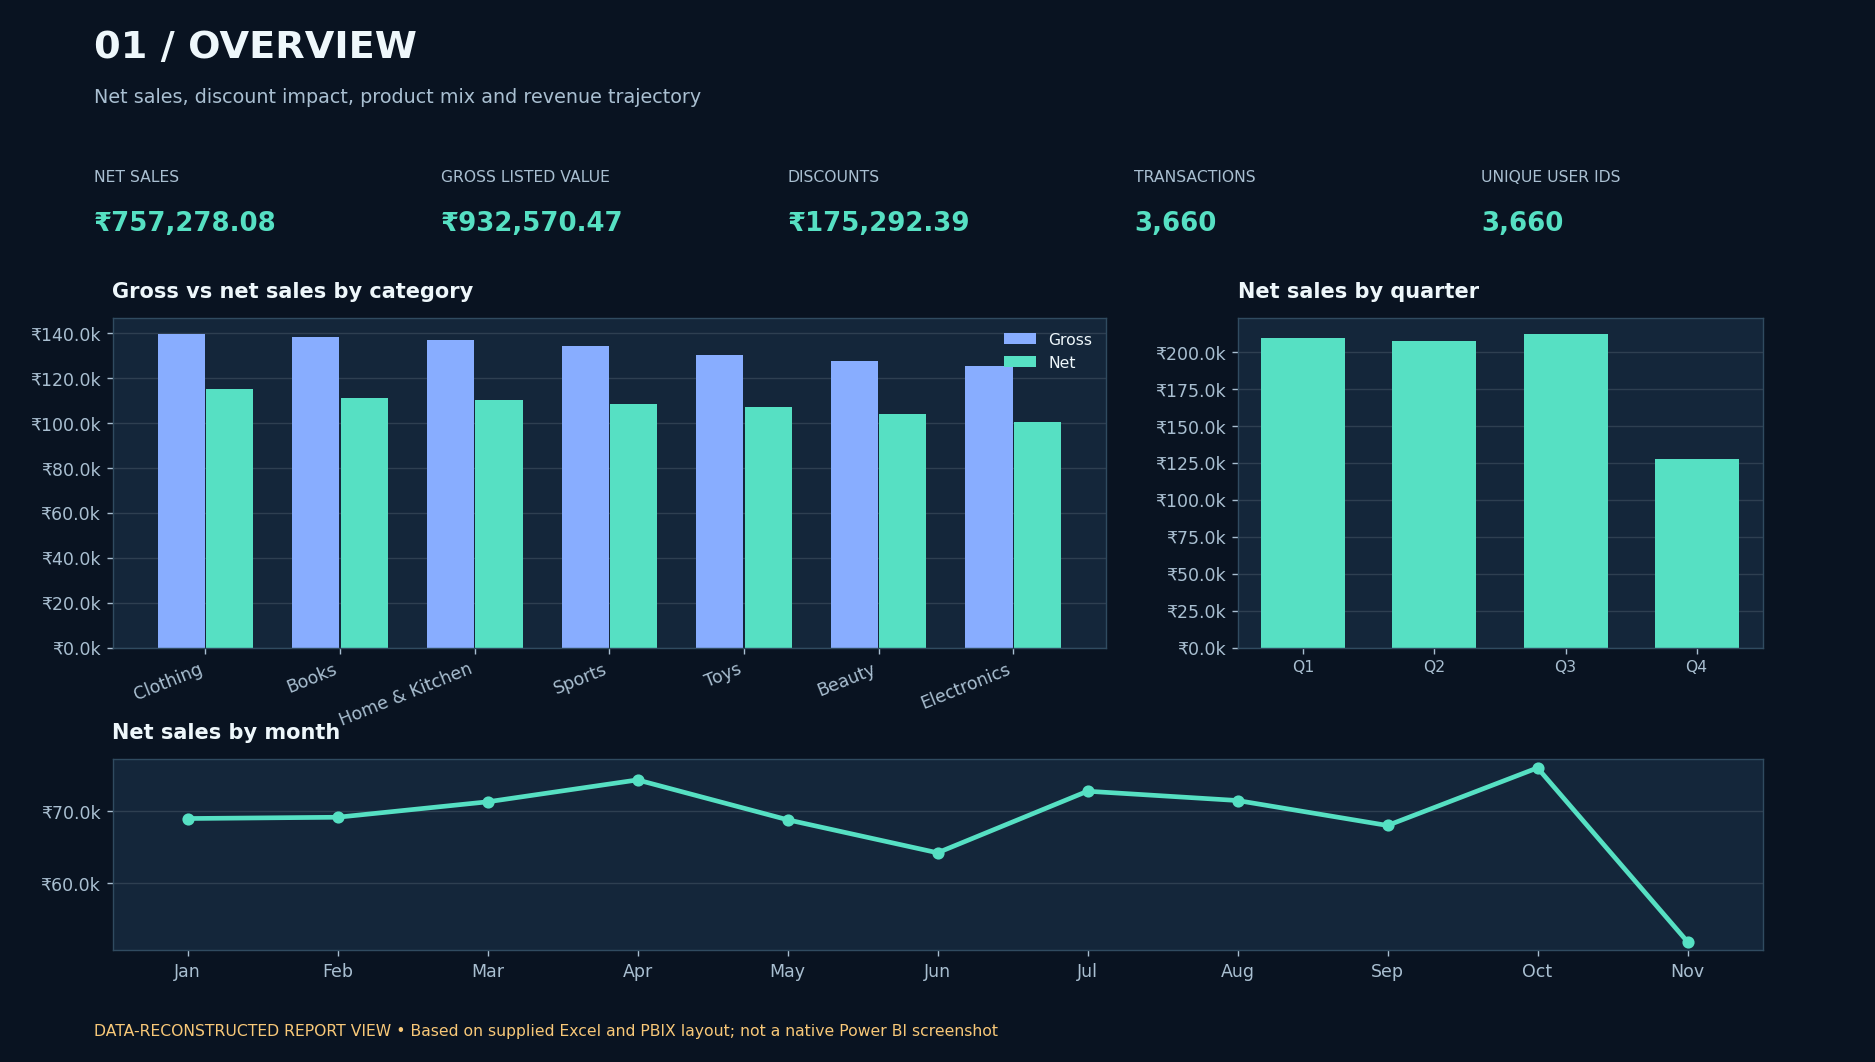 01 / OVERVIEW
Net sales, discount impact, product mix and revenue trajectory
NET SALES
₹757,278.08
GROSS LISTED VALUE
₹932,570.47
DISCOUNTS
₹175,292.39
TRANSACTIONS
3,660
UNIQUE USER IDS
3,660
Gross vs net sales by category
₹140.0k
₹120.0k
₹100.0k
₹80.0k
₹60.0k
₹40.0k
₹20.0k
₹0.0k
Gross
Net
Clothing
Books
Home & Kitchen
Sports
Toys
Beauty
Electronics
Net sales by quarter
₹200.0k
₹175.0k
₹150.0k
₹125.0k
₹100.0k
₹75.0k
₹50.0k
₹25.0k
₹0.0k
Q1
Q2
Q3
Q4
Net sales by month
₹70.0k
₹60.0k
Jan
Feb
Mar
Apr
May
Jun
Jul
Aug
Sep
Oct
Nov
DATA-RECONSTRUCTED REPORT VIEW • Based on supplied Excel and PBIX layout; not a native Power BI screenshot